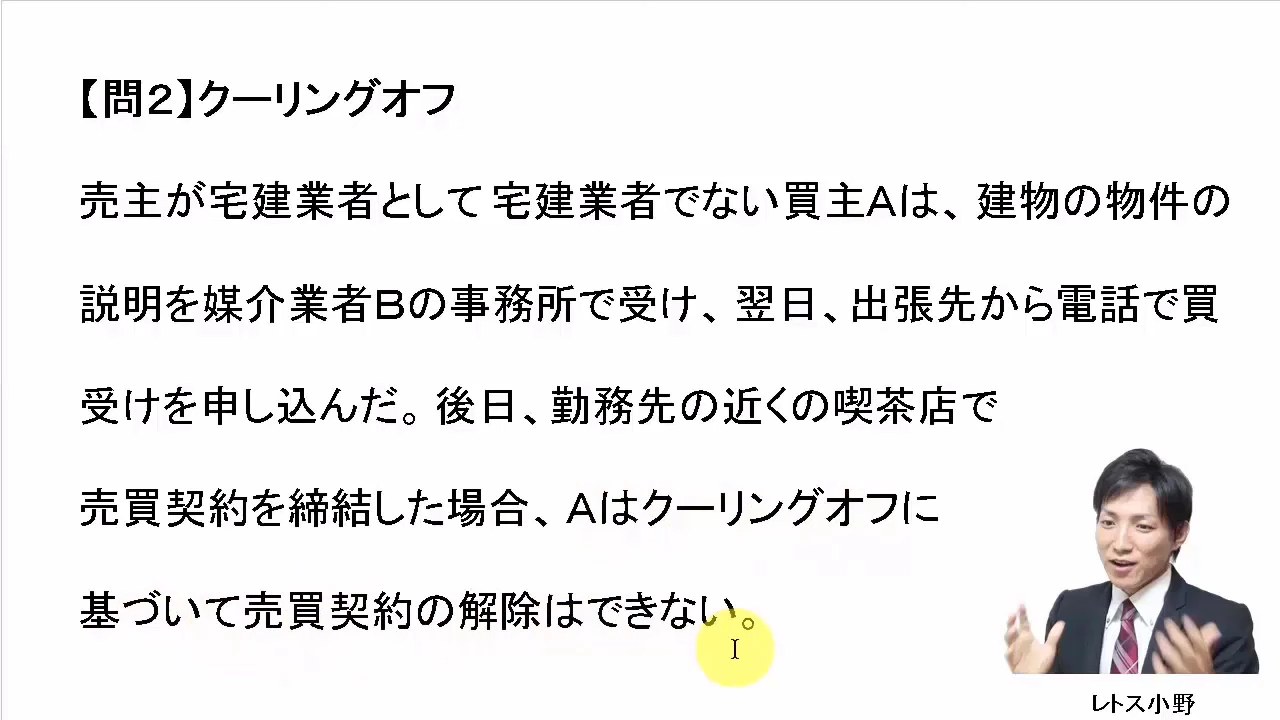 【問２】クーリングオフ
売主が宅建業者として宅建業者でない買主Ａは、建物の物件の
説明を媒介業者Ｂの事務所で受け、翌日、出張先から電話で買
受けを申し込んだ。後日、勤務先の近くの喫茶店で
売買契約を締結した場合、Ａはクーリングオフに
基づいて売買契約の解除はできない。
レトス小野